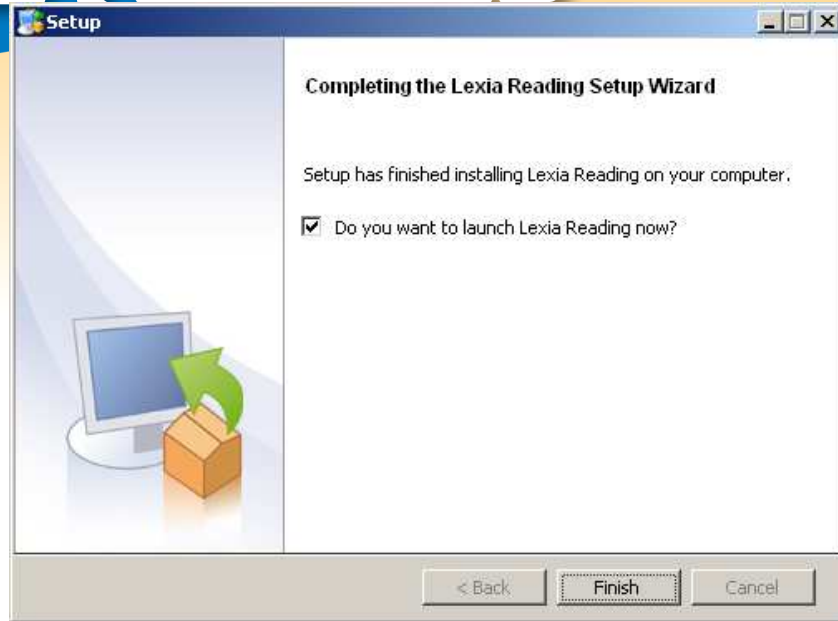 Setup
Completing the Lexia Reading Setup Wizard
Setup has finished installing Lexia Reading on your computer.
Do you want to launch Lexia Reading now?
< Back Finish Cancel